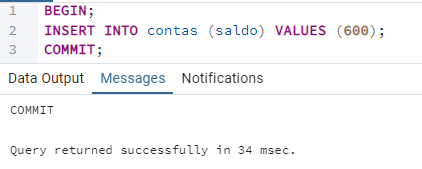 1 BEGIN;
2 INSERT INTO contas (saldo) VALUES (600);
3 COMMIT;
Data Output Messages Notifications
COMMIT
Query returned successfully in 34 msec.